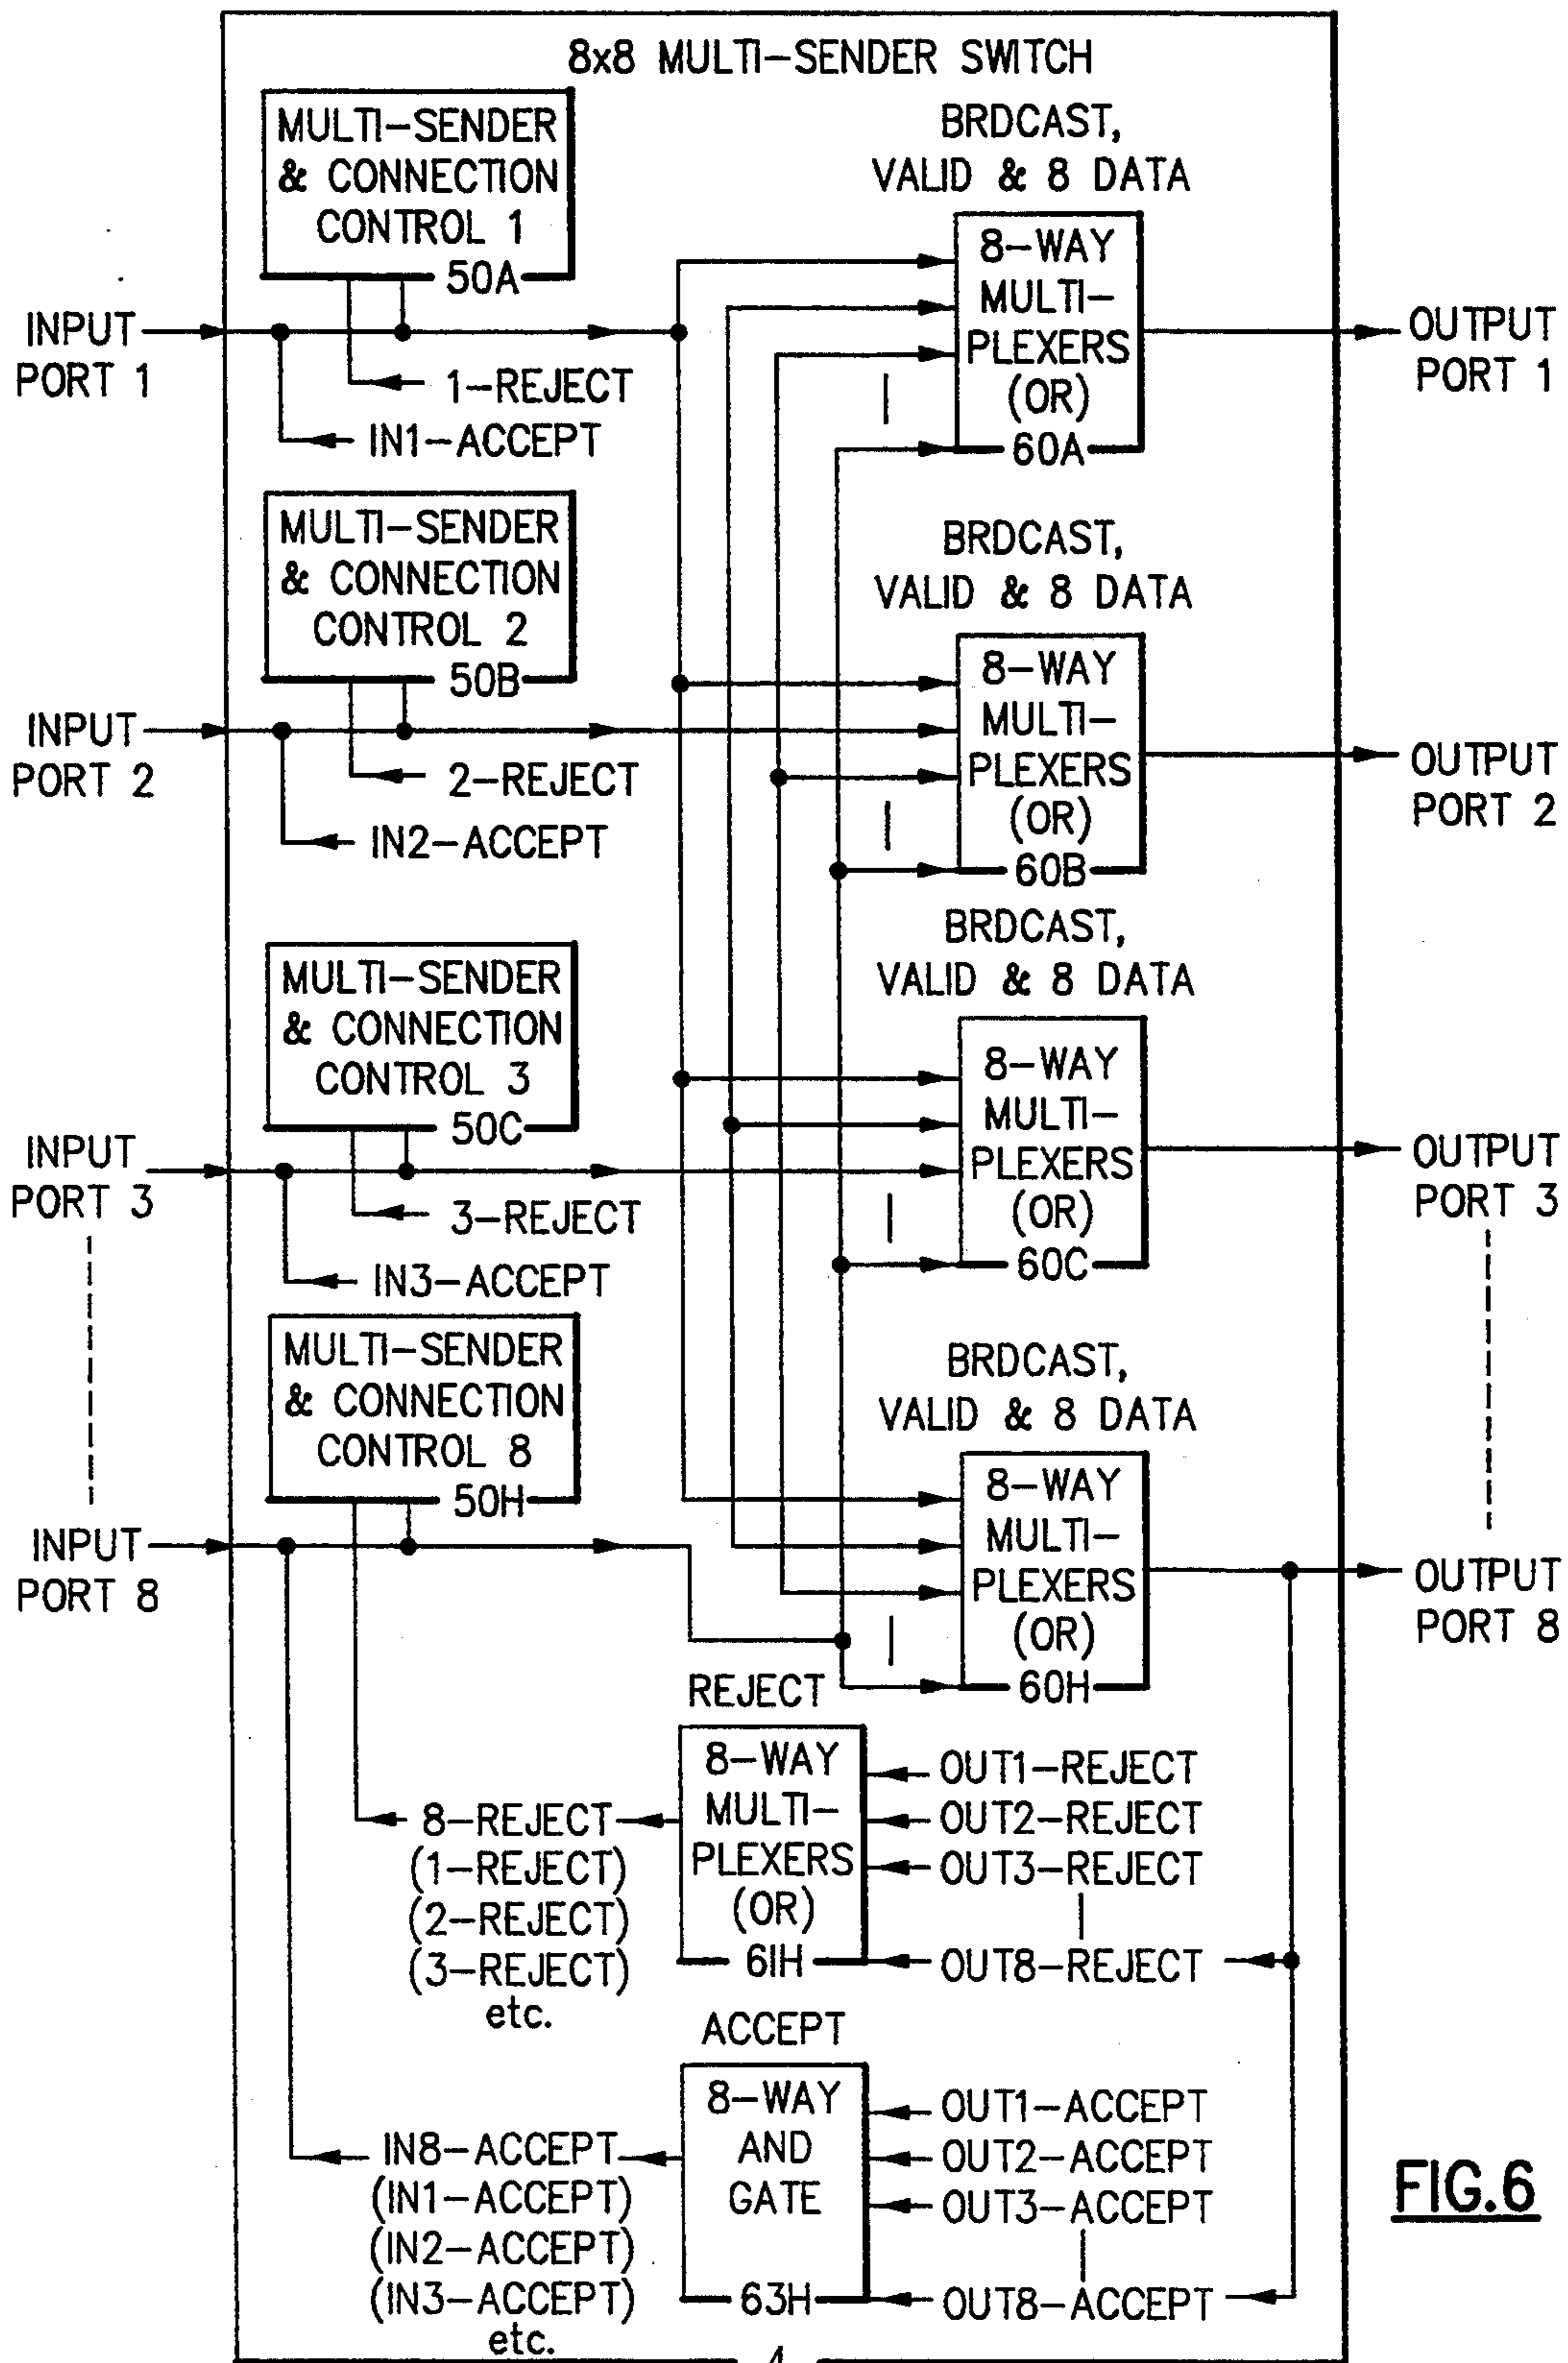 8x8 MULTI-SENDER SWITCH
MULTI-SENDER
& CONNECTION
CONTROL 1
50A
BRDCAST,
VALID & 8 DATA
8-WAY
MULTI-
PLEXERS
(OR)
60A
INPUT
PORT 1
1-REJECT
IN1-ACCEPT
OUTPUT
PORT 1
MULTI-SENDER
& CONNECTION
CONTROL 2
50B
BRDCAST,
VALID & 8 DATA
8-WAY
MULTI-
PLEXERS
(OR)
60B
INPUT
PORT 2
2-REJECT
IN2-ACCEPT
OUTPUT
PORT 2
MULTI-SENDER
& CONNECTION
CONTROL 3
50C
BRDCAST,
VALID & 8 DATA
8-WAY
MULTI-
PLEXERS
(OR)
60C
INPUT
PORT 3
3-REJECT
IN3-ACCEPT
OUTPUT
PORT 3
MULTI-SENDER
& CONNECTION
CONTROL 8
50H
BRDCAST,
VALID & 8 DATA
8-WAY
MULTI-
PLEXERS
(OR)
60H
INPUT
PORT 8
OUTPUT
PORT 8
REJECT
8-WAY
MULTI-
PLEXERS
(OR)
61H
8-REJECT
(1-REJECT)
(2-REJECT)
(3-REJECT)
etc.
OUT1-REJECT
OUT2-REJECT
OUT3-REJECT
OUT8-REJECT
ACCEPT
8-WAY
AND
GATE
63H
IN8-ACCEPT
(IN1-ACCEPT)
(IN2-ACCEPT)
(IN3-ACCEPT)
etc.
OUT1-ACCEPT
OUT2-ACCEPT
OUT3-ACCEPT
OUT8-ACCEPT
FIG.6